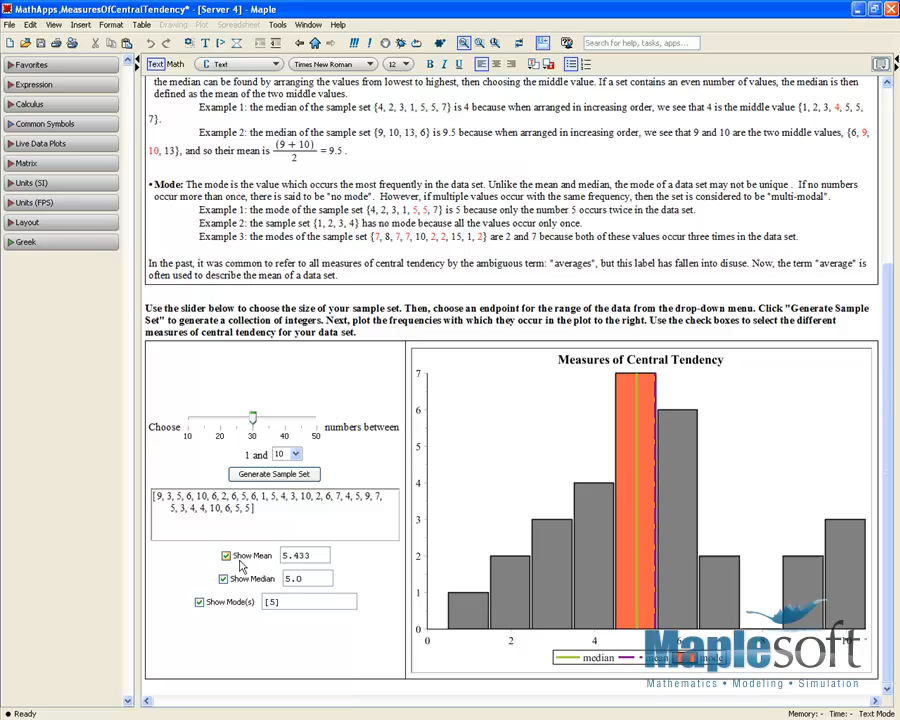 MathApps,MeasuresOfCentralTendency* - [Server 4] - Maple
File Edit View Insert Format Table Drawing Plot Spreadsheet Tools Window Help
Search for help, tasks, apps...
Text Math C Text Times New Roman 12 B I U
Favorites
Expression
Calculus
Common Symbols
Live Data Plots
Matrix
Units (SI)
Units (FPS)
Layout
Greek
the median can be found by arranging the values from lowest to highest, then choosing the middle value. If a set contains an even number of values, the median is then
defined as the mean of the two middle values.
Example 1: the median of the sample set {4, 2, 3, 1, 5, 5, 7} is 4 because when arranged in increasing order, we see that 4 is the middle value {1, 2, 3, 4, 5, 5,
7}.
Example 2: the median of the sample set {9, 10, 13, 6} is 9.5 because when arranged in increasing order, we see that 9 and 10 are the two middle values, {6, 9,
10, 13}, and so their mean is (9 + 10) / 2 = 9.5 .
• Mode: The mode is the value which occurs the most frequently in the data set. Unlike the mean and median, the mode of a data set may not be unique . If no numbers
occur more than once, there is said to be "no mode". However, if multiple values occur with the same frequency, then the set is considered to be "multi-modal".
Example 1: the mode of the sample set {4, 2, 3, 1, 5, 5, 7} is 5 because only the number 5 occurs twice in the data set.
Example 2: the sample set {1, 2, 3, 4} has no mode because all the values occur only once.
Example 3: the modes of the sample set {7, 8, 7, 7, 10, 2, 2, 15, 1, 2} are 2 and 7 because both of these values occur three times in the data set.
In the past, it was common to refer to all measures of central tendency by the ambiguous term: "averages", but this label has fallen into disuse. Now, the term "average" is
often used to describe the mean of a data set.
Use the slider below to choose the size of your sample set. Then, choose an endpoint for the range of the data from the drop-down menu. Click "Generate Sample
Set" to generate a collection of integers. Next, plot the frequencies with which they occur in the plot to the right. Use the check boxes to select the different
measures of central tendency for your data set.
Choose numbers between
10 20 30 40 50
1 and 10
Generate Sample Set
[9, 3, 5, 6, 10, 6, 2, 6, 5, 6, 1, 5, 4, 3, 10, 2, 6, 7, 4, 5, 9, 7,
5, 3, 4, 4, 10, 6, 5, 5]
Show Mean 5.433
Show Median 5.0
Show Mode(s) [5]
Measures of Central Tendency
7
6
5
4
3
2
1
0
0 2 4 6 8 10
median mean mode
Maplesoft
Mathematics • Modeling • Simulation
Ready
Memory: - Time: - Text Mode